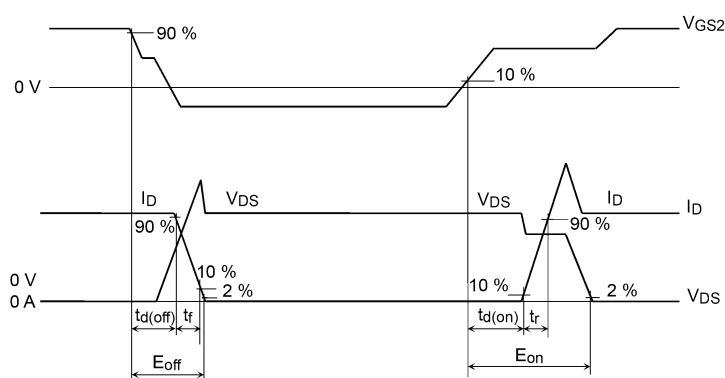 90 %
VGS2
10 %
0 V
ID
VDS
VDS
ID
ID
90 %
90 %
10 %
10 %
2 %
2 %
0 V
0 A
VDS
td(off)
tf
td(on)
tr
Eoff
Eon